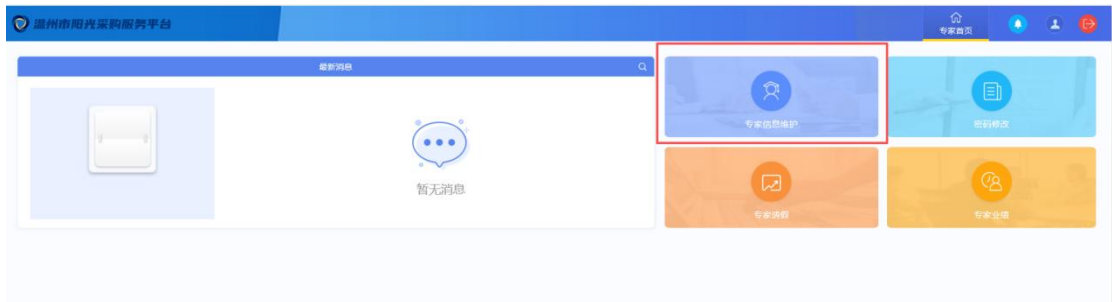 温州市阳光采购服务平台
专家首页
最新消息
暂无消息
专家信息维护
密码修改
专家请假
专家业绩